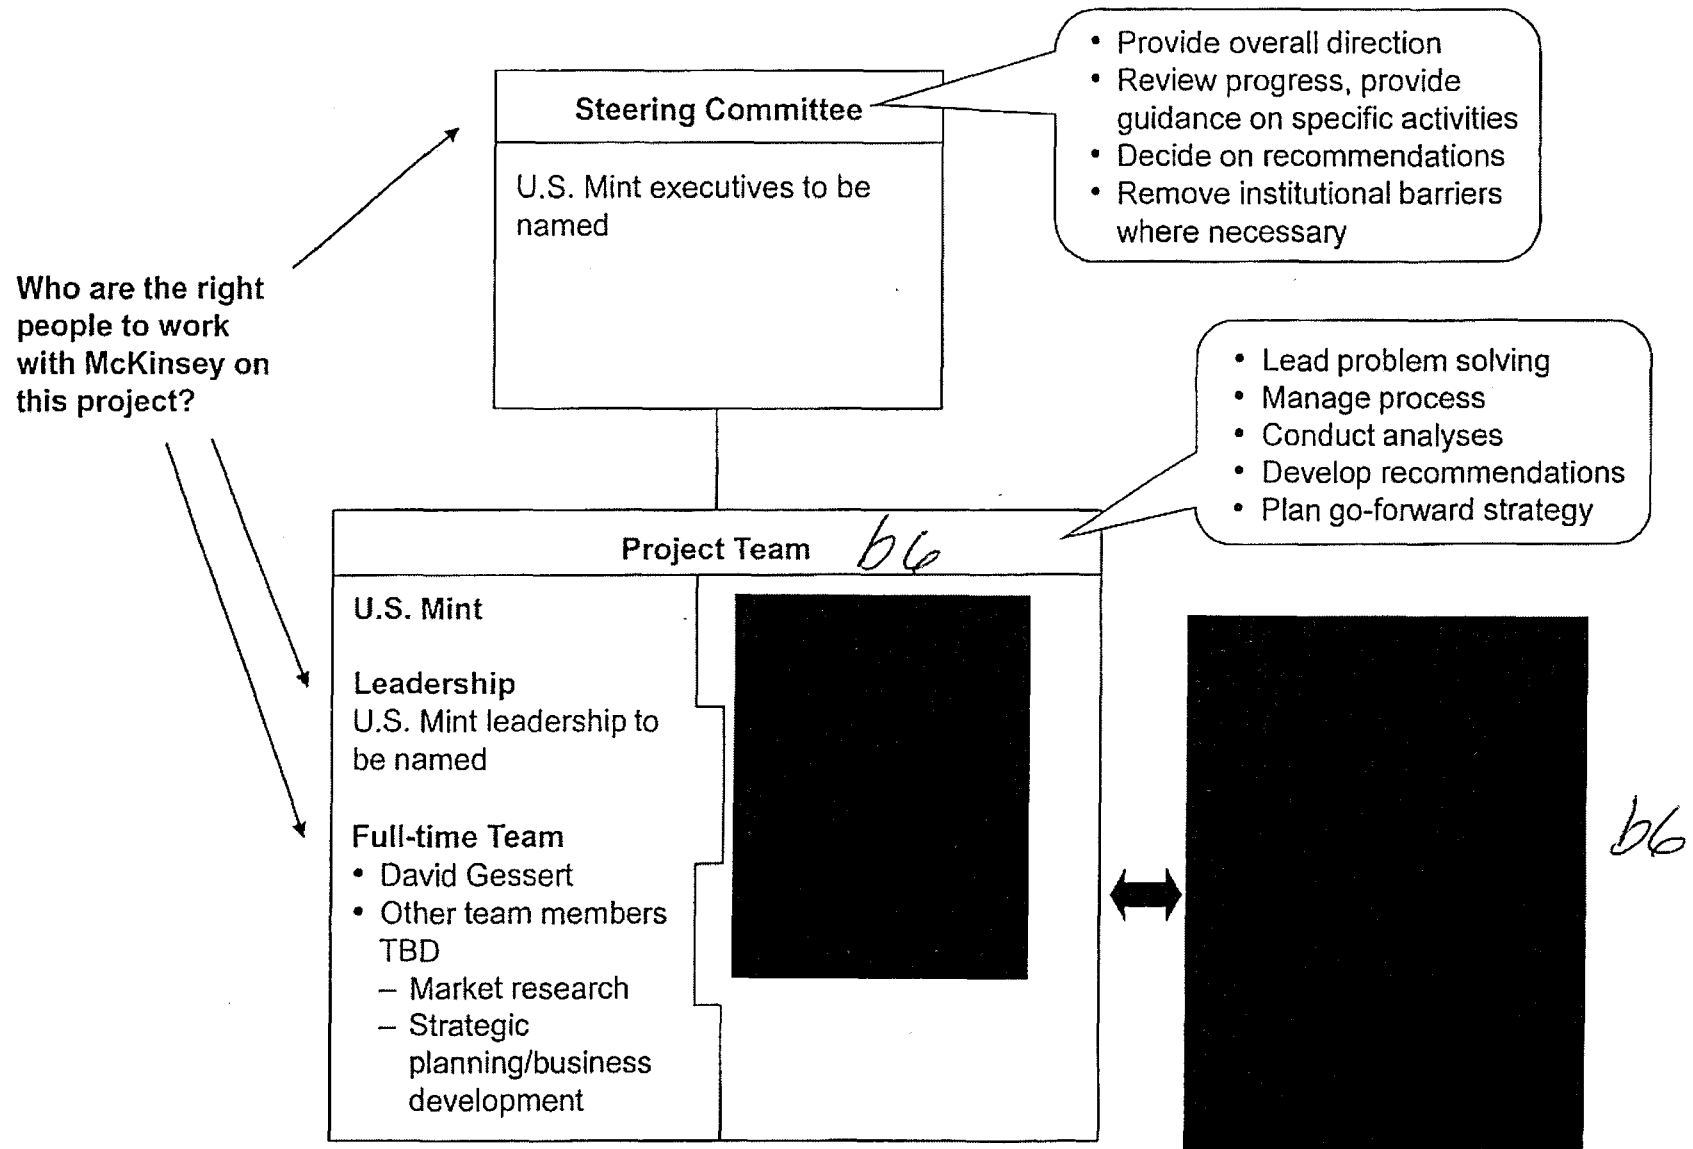 • Provide overall direction
• Review progress, provide
guidance on specific activities
• Decide on recommendations
• Remove institutional barriers
where necessary
Steering Committee
U.S. Mint executives to be
named
Who are the right
people to work
with McKinsey on
this project?
• Lead problem solving
• Manage process
• Conduct analyses
• Develop recommendations
• Plan go-forward strategy
Project Team b6
U.S. Mint
Leadership
U.S. Mint leadership to
be named
Full-time Team
• David Gessert
• Other team members
TBD
– Market research
– Strategic
planning/business
development
b6